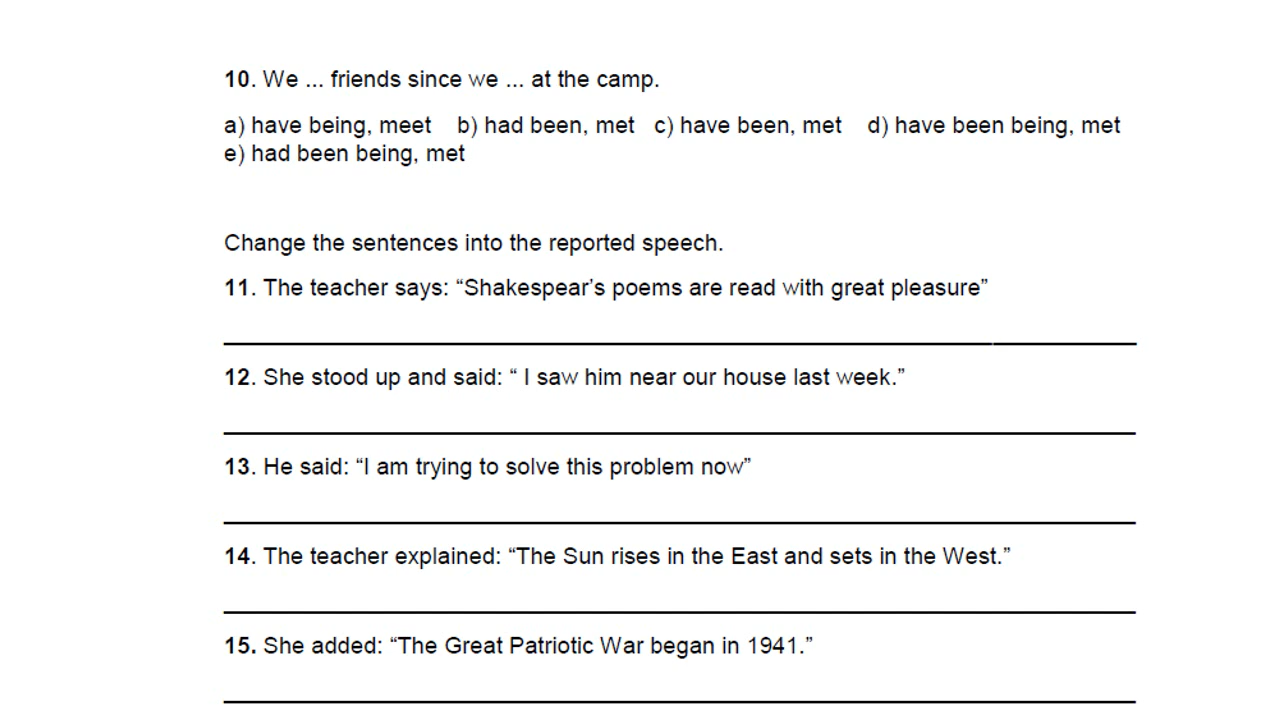 10. We ... friends since we ... at the camp.
a) have being, meet b) had been, met c) have been, met d) have been being, met
e) had been being, met
Change the sentences into the reported speech.
11. The teacher says: “Shakespear’s poems are read with great pleasure”
12. She stood up and said: “ I saw him near our house last week.”
13. He said: “I am trying to solve this problem now”
14. The teacher explained: “The Sun rises in the East and sets in the West.”
15. She added: “The Great Patriotic War began in 1941.”